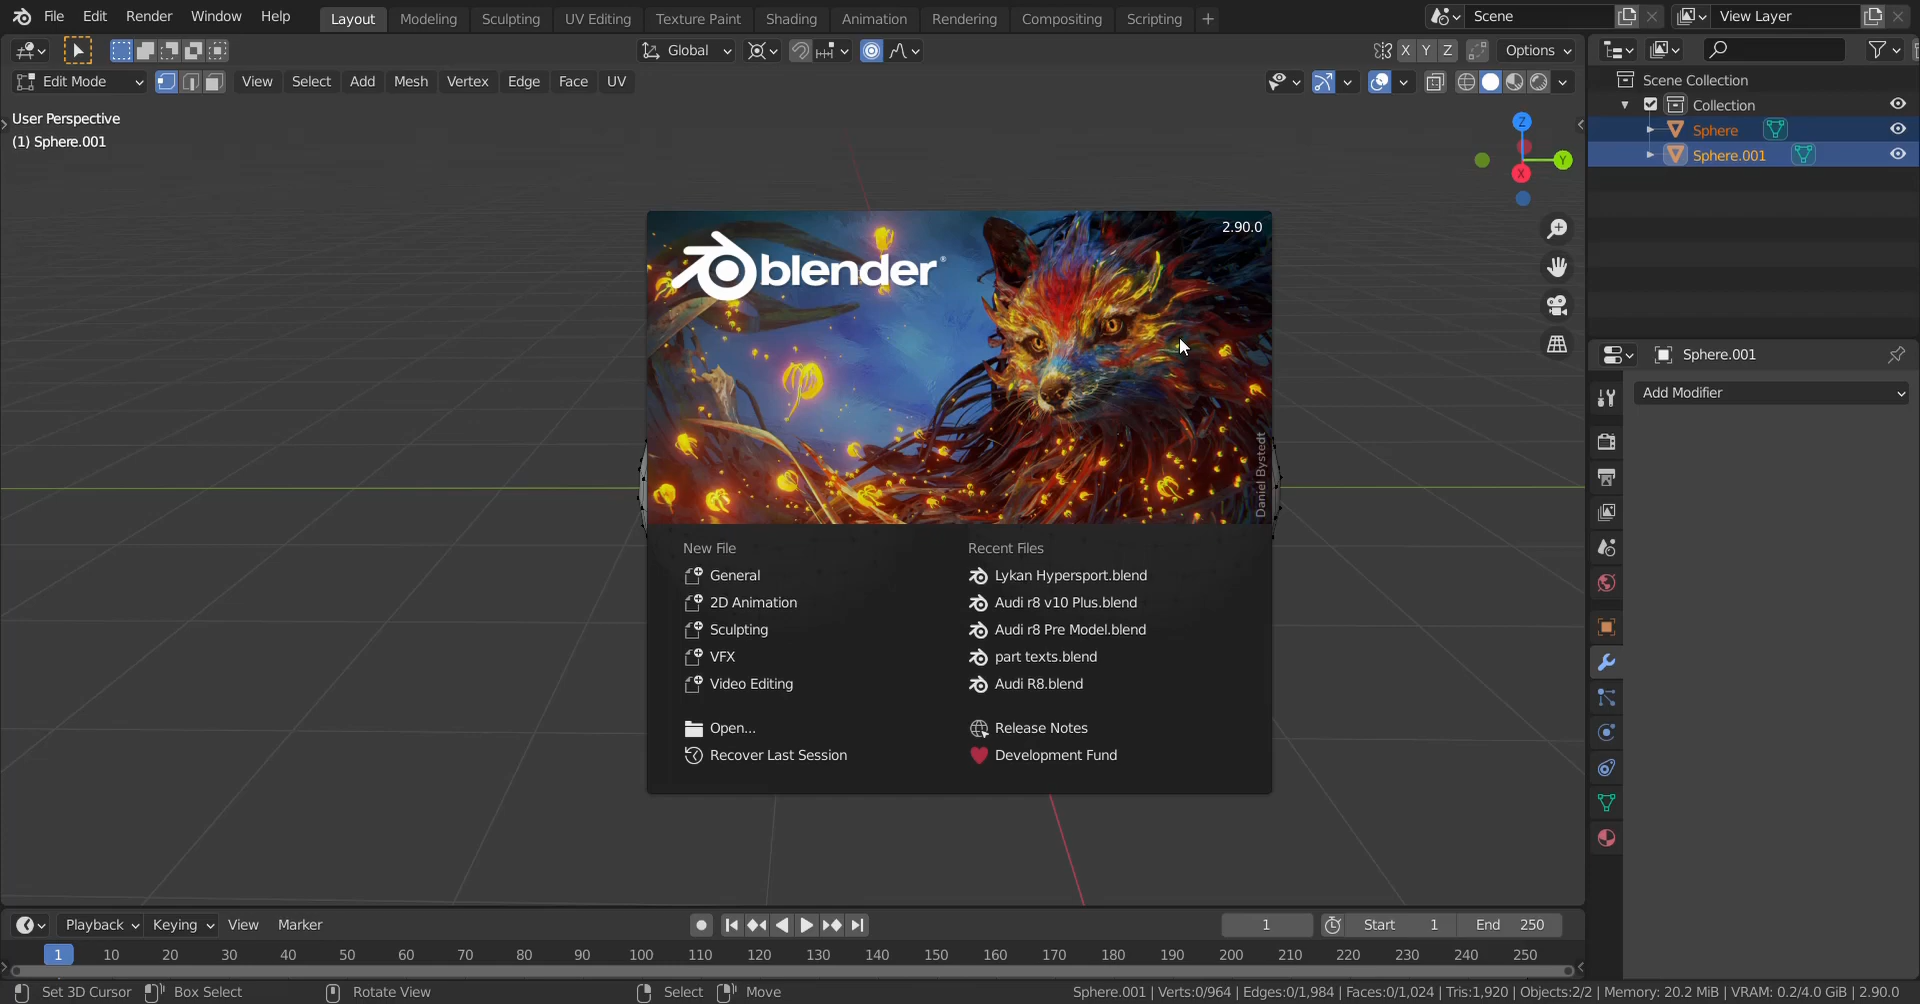 File Edit Render Window Help Layout Modeling Sculpting UV Editing Texture Paint Shading Animation Rendering Compositing Scripting + Scene View Layer
Global X Y Z Options
Edit Mode View Select Add Mesh Vertex Edge Face UV
User Perspective
(1) Sphere.001
Z
Y
X
Scene Collection
Collection
Sphere
Sphere.001
Sphere.001
Add Modifier
2.90.0
blender
Daniel Bystedt
New File
General
2D Animation
Sculpting
VFX
Video Editing
Open...
Recover Last Session
Recent Files
Lykan Hypersport.blend
Audi r8 v10 Plus.blend
Audi r8 Pre Model.blend
part texts.blend
Audi R8.blend
Release Notes
Development Fund
Playback Keying View Marker 1 Start 1 End 250
1 10 20 30 40 50 60 70 80 90 100 110 120 130 140 150 160 170 180 190 200 210 220 230 240 250
Set 3D Cursor Box Select Rotate View Select Move Sphere.001 | Verts:0/964 | Edges:0/1,984 | Faces:0/1,024 | Tris:1,920 | Objects:2/2 | Memory: 20.2 MiB | VRAM: 0.2/4.0 GiB | 2.90.0